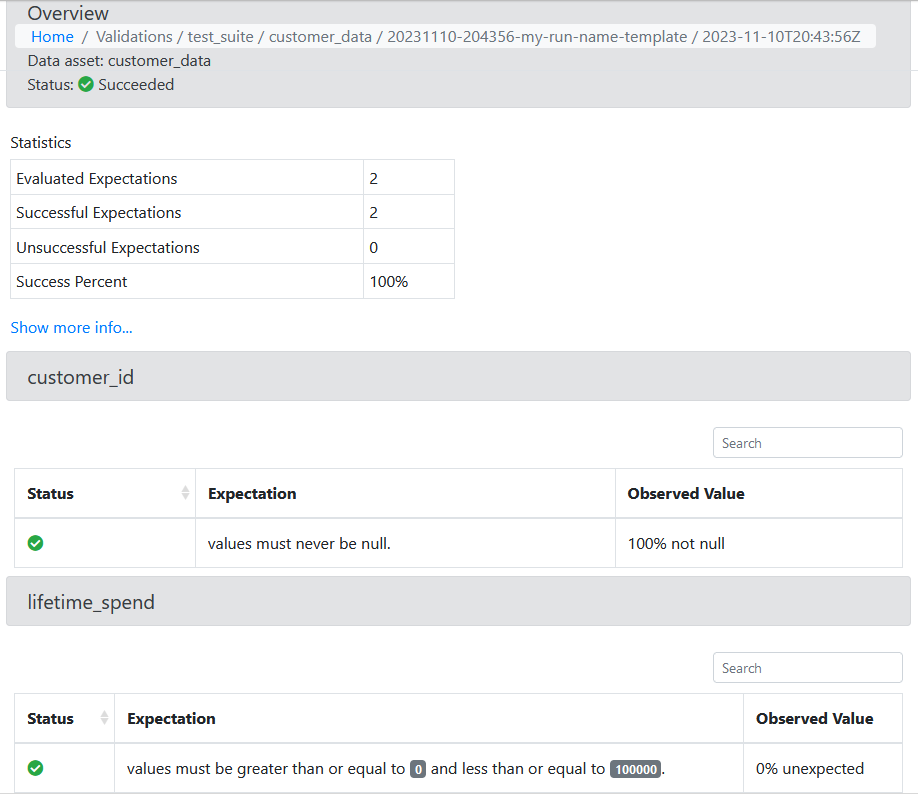 Overview
Home / Validations / test_suite / customer_data / 20231110-204356-my-run-name-template / 2023-11-10T20:43:56Z
Data asset: customer_data
Status: Succeeded
Statistics
Evaluated Expectations 2
Successful Expectations 2
Unsuccessful Expectations 0
Success Percent 100%
Show more info...
customer_id
Search
Status Expectation Observed Value
values must never be null. 100% not null
lifetime_spend
Search
Status Expectation Observed Value
values must be greater than or equal to 0 and less than or equal to 100000. 0% unexpected